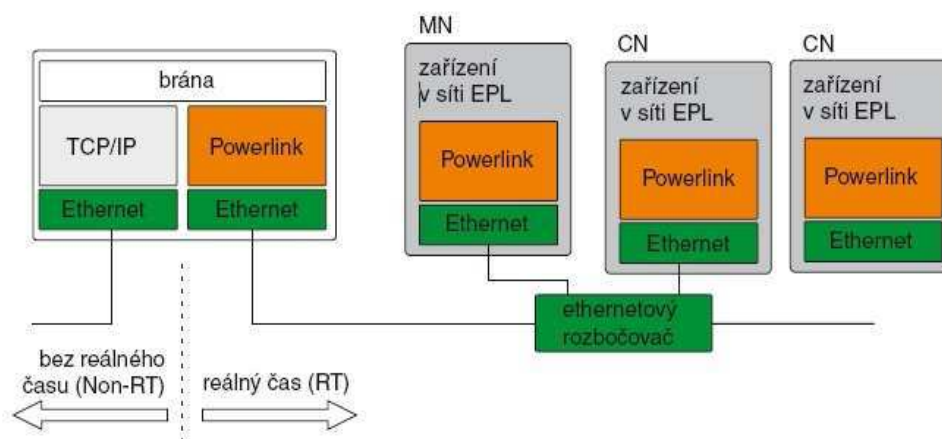 brána
TCP/IP
Powerlink
Ethernet
Ethernet
bez reálného
času (Non-RT)
reálný čas (RT)
MN
zařízení
v síti EPL
Powerlink
Ethernet
CN
zařízení
v síti EPL
Powerlink
Ethernet
CN
zařízení
v síti EPL
Powerlink
Ethernet
ethernetový
rozbočovač